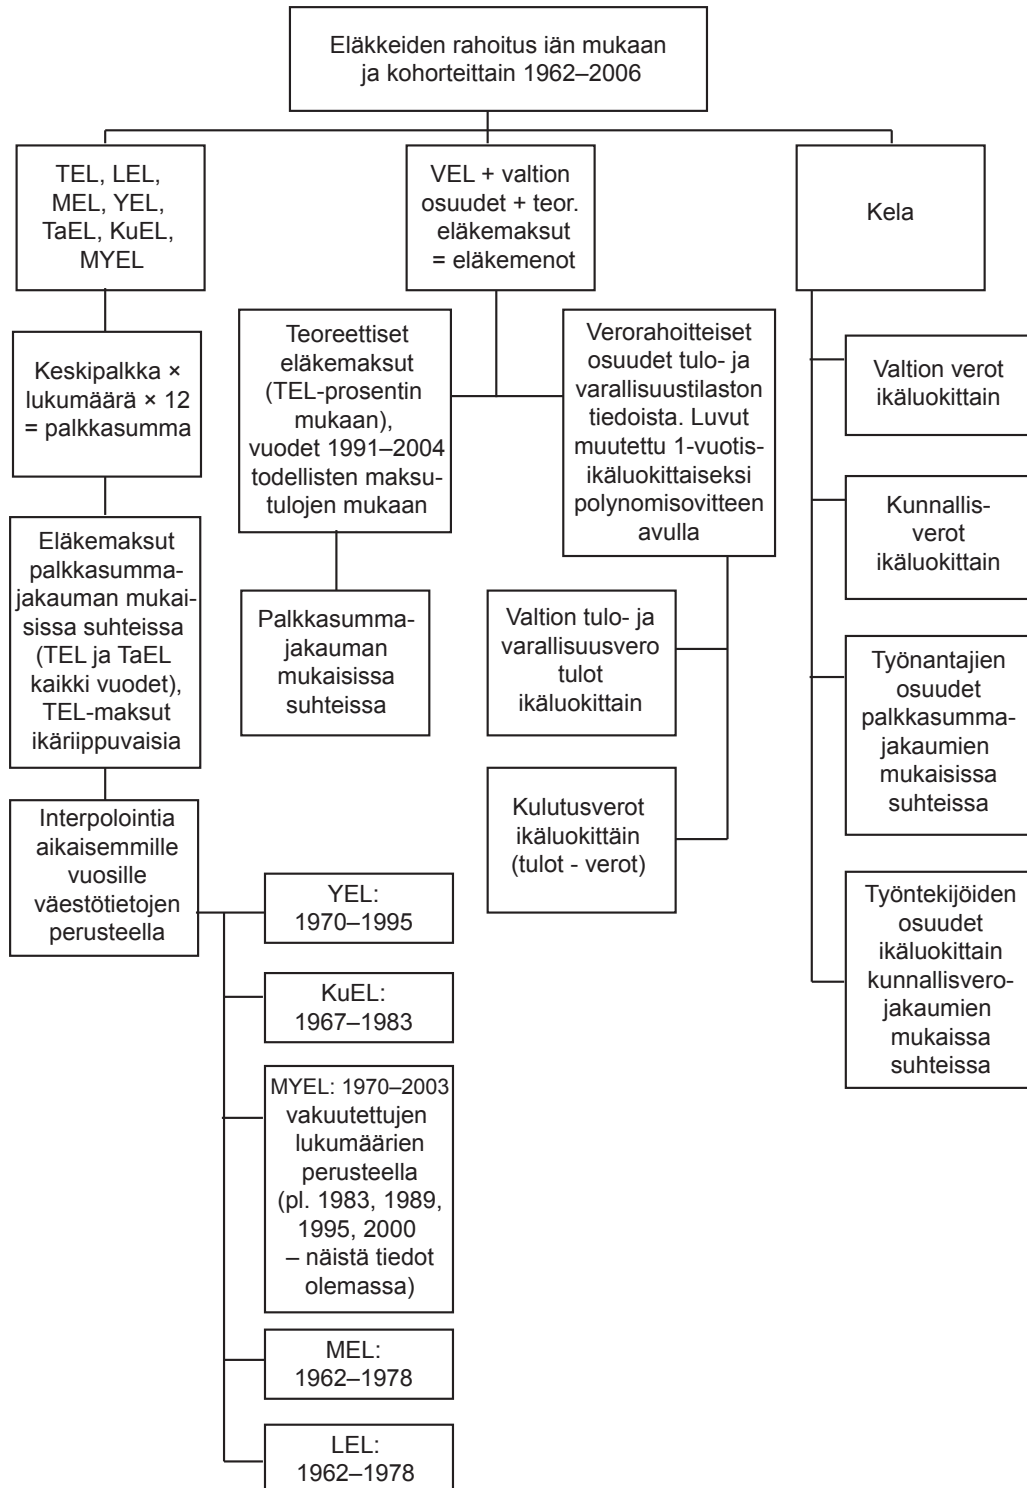 Eläkkeiden rahoitus iän mukaan
ja kohorteittain 1962–2006
TEL, LEL,
MEL, YEL,
TaEL, KuEL,
MYEL
Keskipalkka ×
lukumäärä × 12
= palkkasumma
Eläkemaksut
palkkasumma-
jakauman mukai-
sissa suhteissa
(TEL ja TaEL
kaikki vuodet),
TEL-maksut
ikäriippuvaisia
Interpolointia
aikaisemmille
vuosille
väestötietojen
perusteella
YEL:
1970–1995
KuEL:
1967–1983
MYEL: 1970–2003
vakuutettujen
lukumäärien
perusteella
(pl. 1983, 1989,
1995, 2000
– näistä tiedot
olemassa)
MEL:
1962–1978
LEL:
1962–1978
VEL + valtion
osuudet + teor.
eläkemaksut
= eläkemenot
Teoreettiset
eläkemaksut
(TEL-prosentin
mukaan),
vuodet 1991–2004
todellisten maksu-
tulojen mukaan
Palkkasumma-
jakauman
mukaisissa
suhteissa
Verorahoitteiset
osuudet tulo- ja
varallisuustilaston
tiedoista. Luvut
muutettu 1-vuotis-
ikäluokittaiseksi
polynomisovitteen
avulla
Valtion tulo- ja
varallisuusvero
tulot
ikäluokittain
Kulutusverot
ikäluokittäin
(tulot - verot)
Kela
Valtion verot
ikäluokittain
Kunnallis-
verot
ikäluokittain
Työnantajien
osuudet
palkkasumma-
jakaumien
mukaisissa
suhteissa
Työntekijöiden
osuudet
ikäluokittain
kunnallisvero-
jakaumien
mukaissa
suhteissa